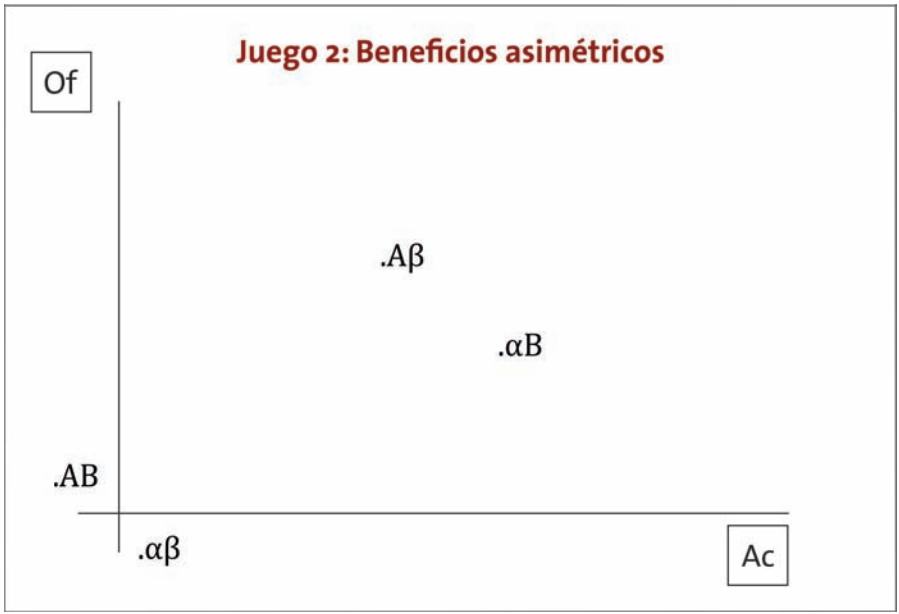 Juego 2: Beneficios asimétricos
Of
.Aβ
.αB
.AB
.αβ
Ac